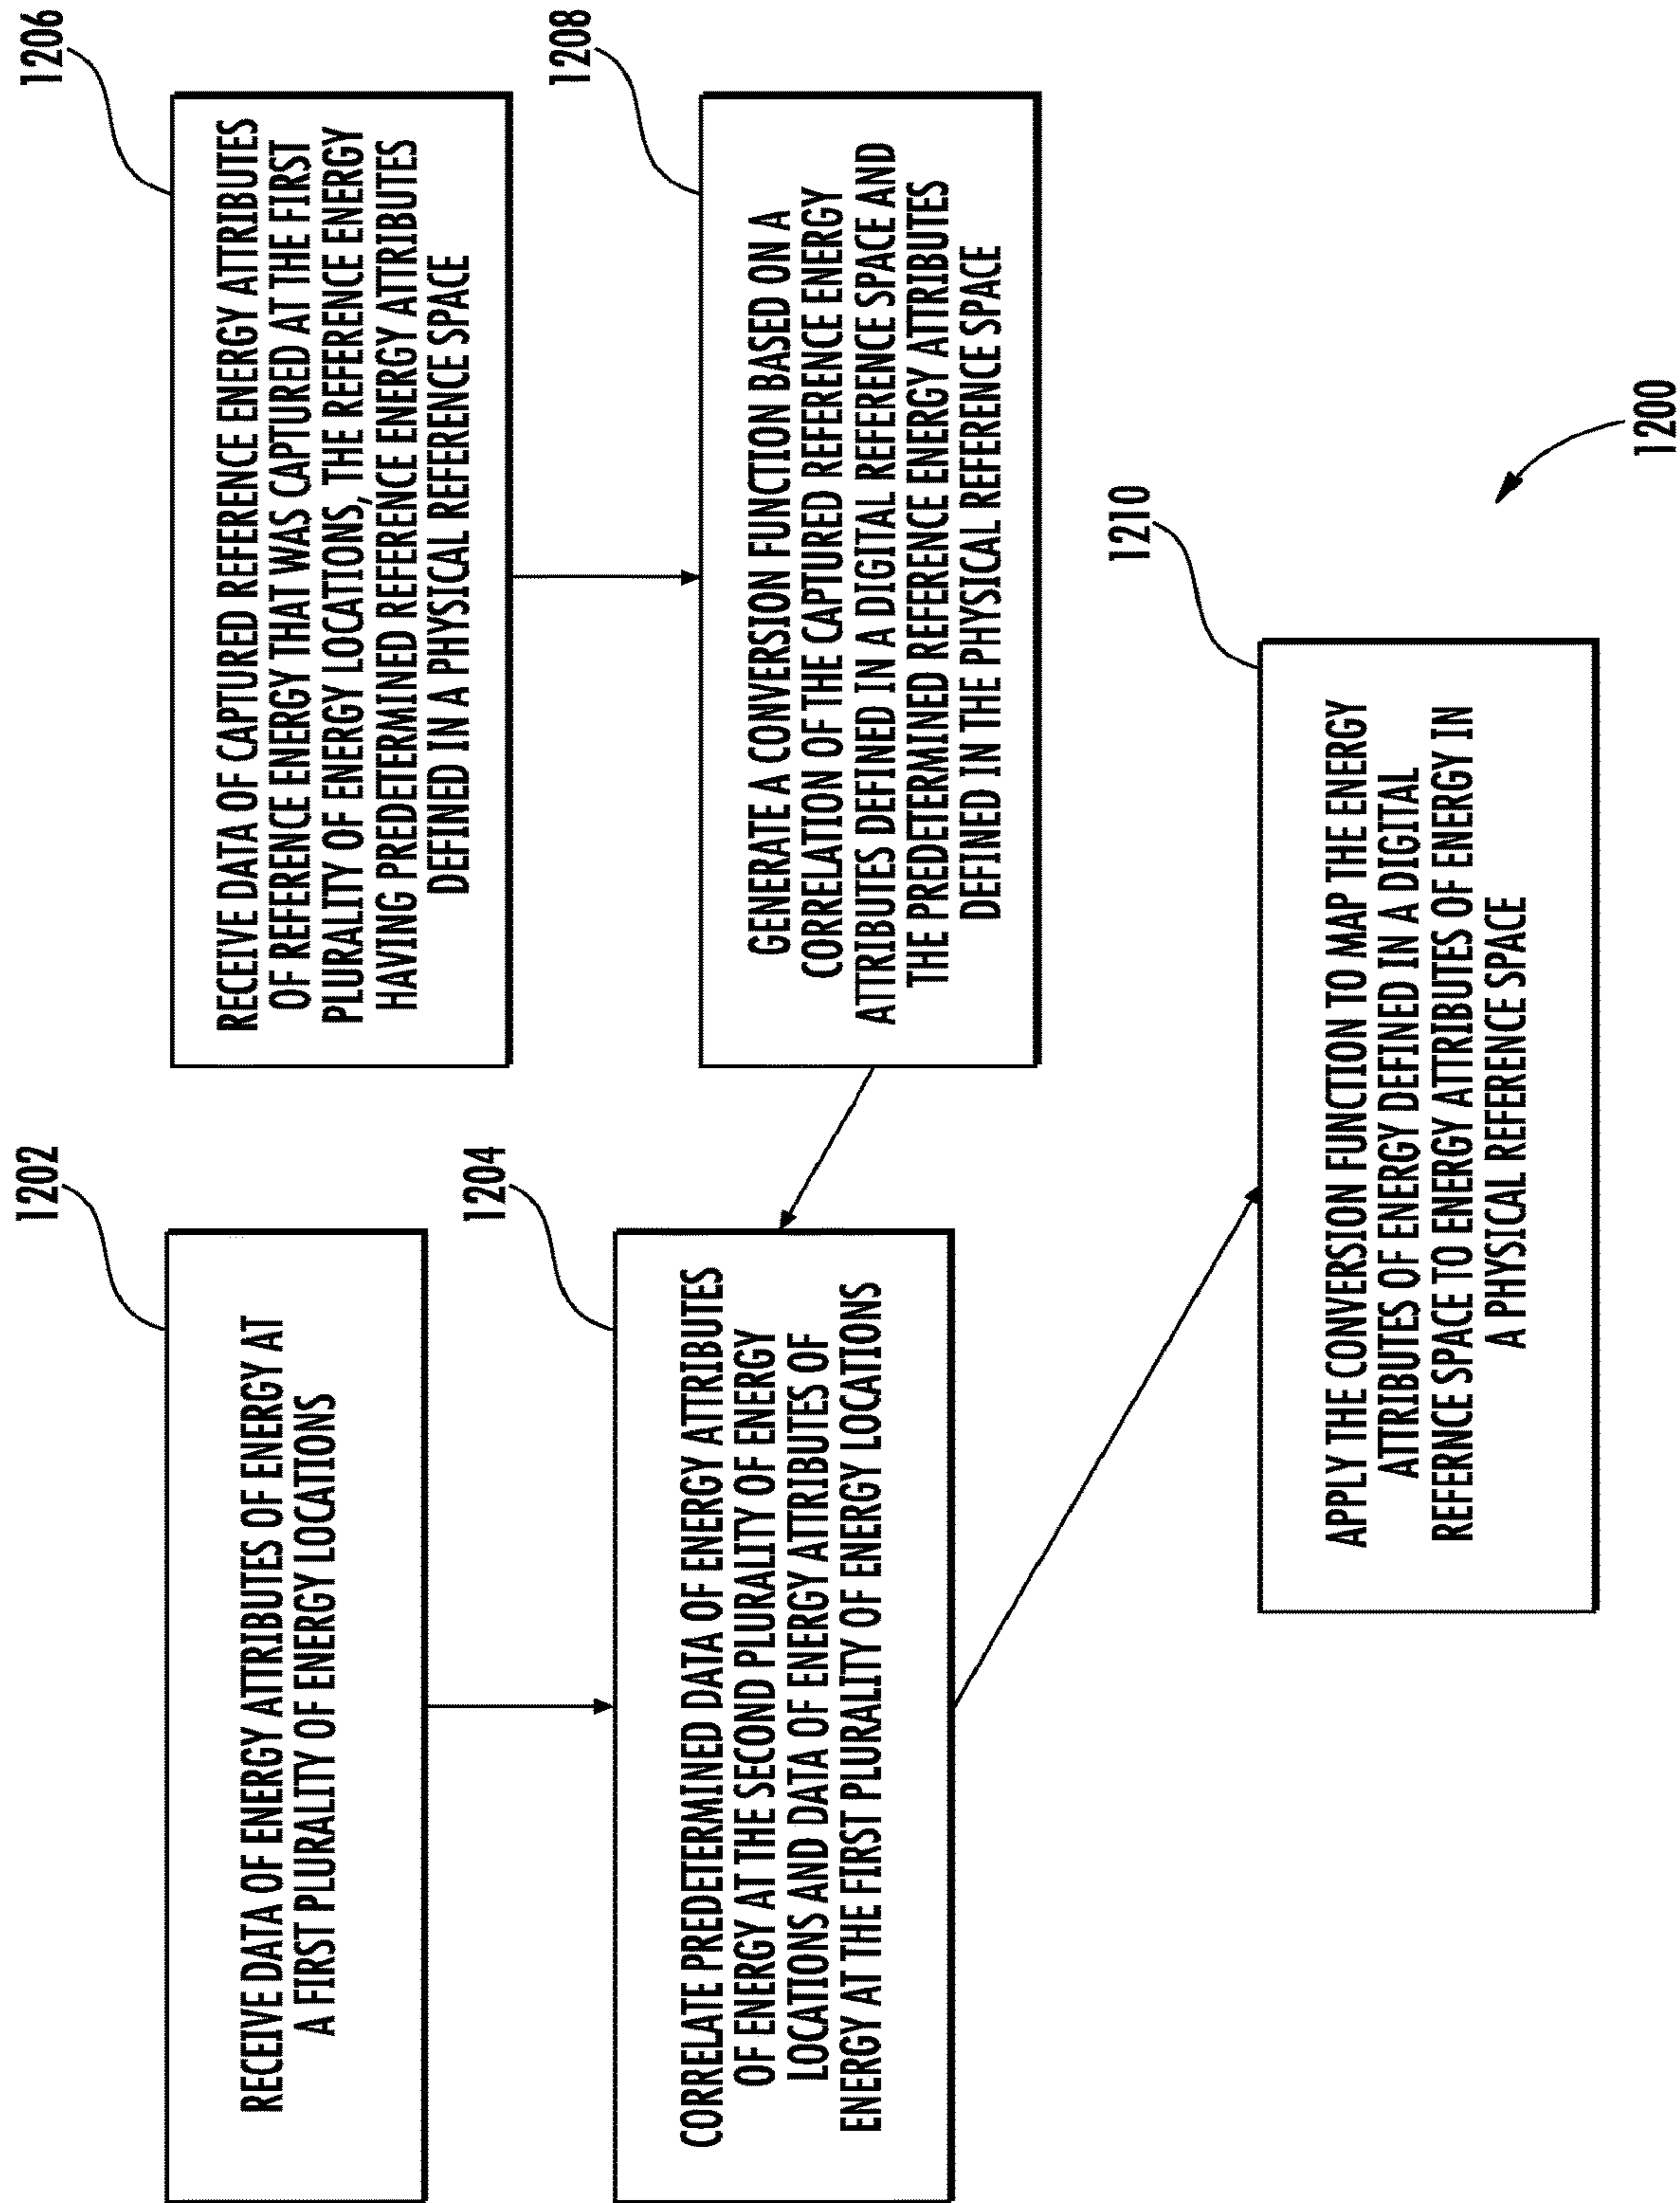 1202
RECEIVE DATA OF ENERGY ATTRIBUTES OF ENERGY AT
A FIRST PLURALITY OF ENERGY LOCATIONS
1204
CORRELATE PREDETERMINED DATA OF ENERGY ATTRIBUTES
OF ENERGY AT THE SECOND PLURALITY OF ENERGY
LOCATIONS AND DATA OF ENERGY ATTRIBUTES OF
ENERGY AT THE FIRST PLURALITY OF ENERGY LOCATIONS
1206
RECEIVE DATA OF CAPTURED REFERENCE ENERGY ATTRIBUTES
OF REFERENCE ENERGY THAT WAS CAPTURED AT THE FIRST
PLURALITY OF ENERGY LOCATIONS, THE REFERENCE ENERGY
HAVING PREDETERMINED REFERENCE ENERGY ATTRIBUTES
DEFINED IN A PHYSICAL REFERENCE SPACE
1208
GENERATE A CONVERSION FUNCTION BASED ON A
CORRELATION OF THE CAPTURED REFERENCE ENERGY
ATTRIBUTES DEFINED IN A DIGITAL REFERENCE SPACE AND
THE PREDETERMINED REFERENCE ENERGY ATTRIBUTES
DEFINED IN THE PHYSICAL REFERENCE SPACE
1210
APPLY THE CONVERSION FUNCTION TO MAP THE ENERGY
ATTRIBUTES OF ENERGY DEFINED IN A DIGITAL
REFERNCE SPACE TO ENERGY ATTRIBUTES OF ENERGY IN
A PHYSICAL REFERENCE SPACE
1200